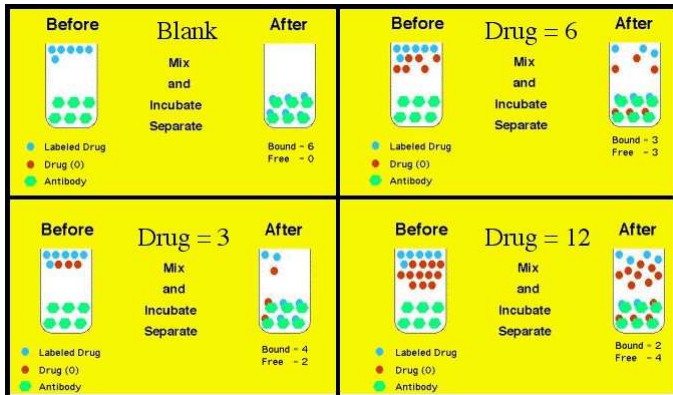 Before Blank After
Mix
and
Incubate
Separate
Labeled Drug
Drug (0)
Antibody
Bound - 6
Free - 0
Before Drug = 6 After
Mix
and
Incubate
Separate
Labeled Drug
Drug (0)
Antibody
Bound - 3
Free - 3
Before Drug = 3 After
Mix
and
Incubate
Separate
Labeled Drug
Drug (0)
Antibody
Bound - 4
Free - 2
Before Drug = 12 After
Mix
and
Incubate
Separate
Labeled Drug
Drug (0)
Antibody
Bound - 2
Free - 4